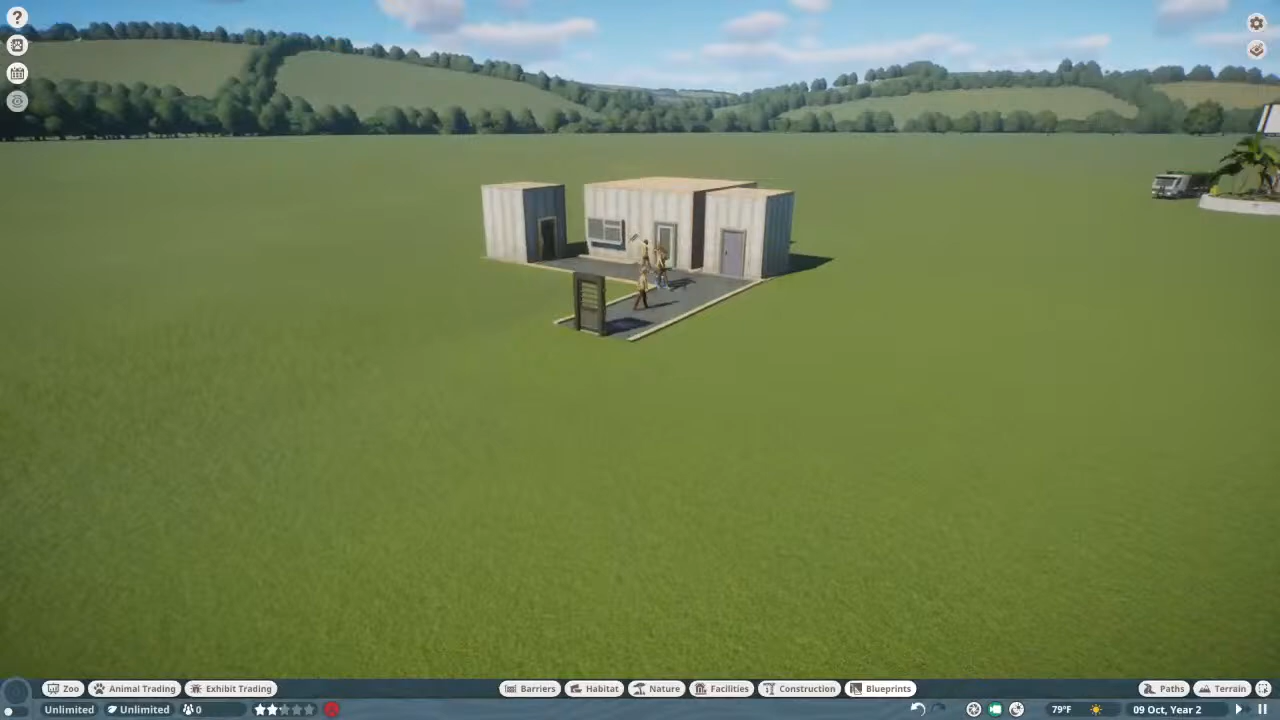 ?
Zoo
Animal Trading
Exhibit Trading
Barriers
Habitat
Nature
Facilities
Construction
Blueprints
Paths
Terrain
Unlimited
Unlimited
0
79°F
09 Oct, Year 2